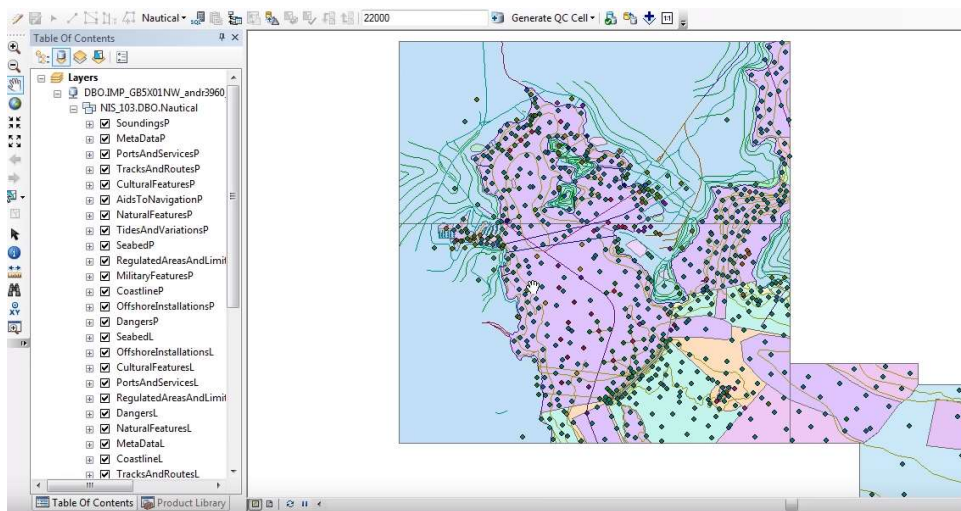 Nautical 22000 Generate QC Cell
Table Of Contents
Layers
DBO.IMP_GB5X01NW_andr3960_
NIS_103.DBO.Nautical
SoundingsP
MetaDataP
PortsAndServicesP
TracksAndRoutesP
CulturalFeaturesP
AidsToNavigationP
NaturalFeaturesP
TidesAndVariationsP
SeabedP
RegulatedAreasAndLimit
MilitaryFeaturesP
CoastlineP
OffshoreInstallationsP
DangersP
SeabedL
OffshoreInstallationsL
CulturalFeaturesL
PortsAndServicesL
RegulatedAreasAndLimit
DangersL
NaturalFeaturesL
MetaDataL
CoastlineL
TracksAndRoutesL
Table Of Contents Product Library